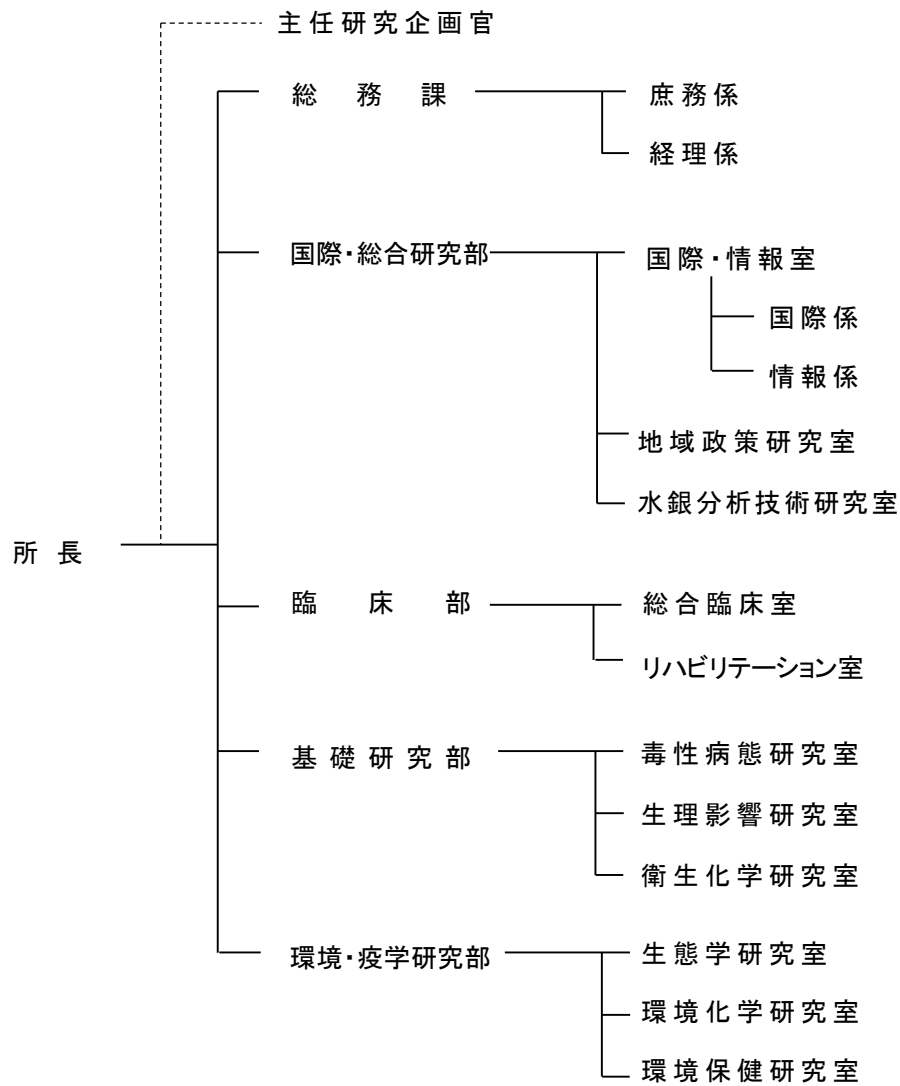 主任研究企画官
総務課
庶務係
経理係
国際・総合研究部
国際・情報室
国際係
情報係
地域政策研究室
水銀分析技術研究室
所長
臨床部
総合臨床室
リハビリテーション室
基礎研究部
毒性病態研究室
生理影響研究室
衛生化学研究室
環境・疫学研究部
生態学研究室
環境化学研究室
環境保健研究室